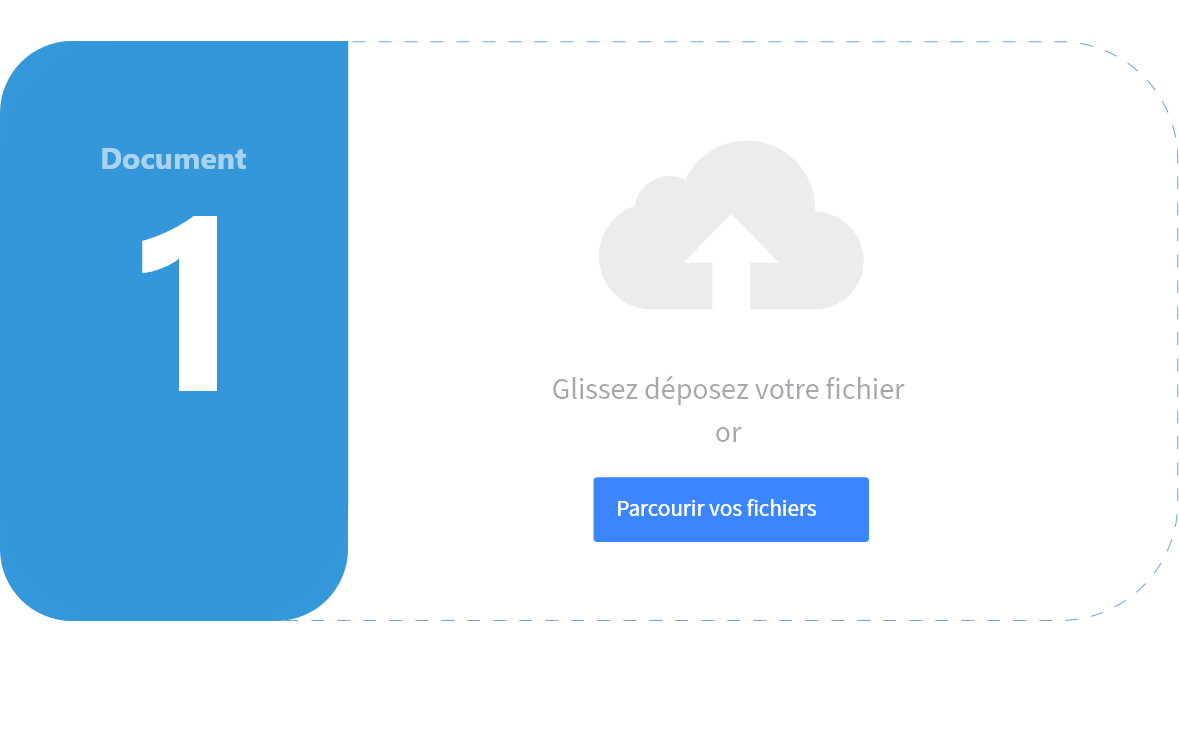 Document
1
Glissez déposez votre fichier
or
Parcourir vos fichiers